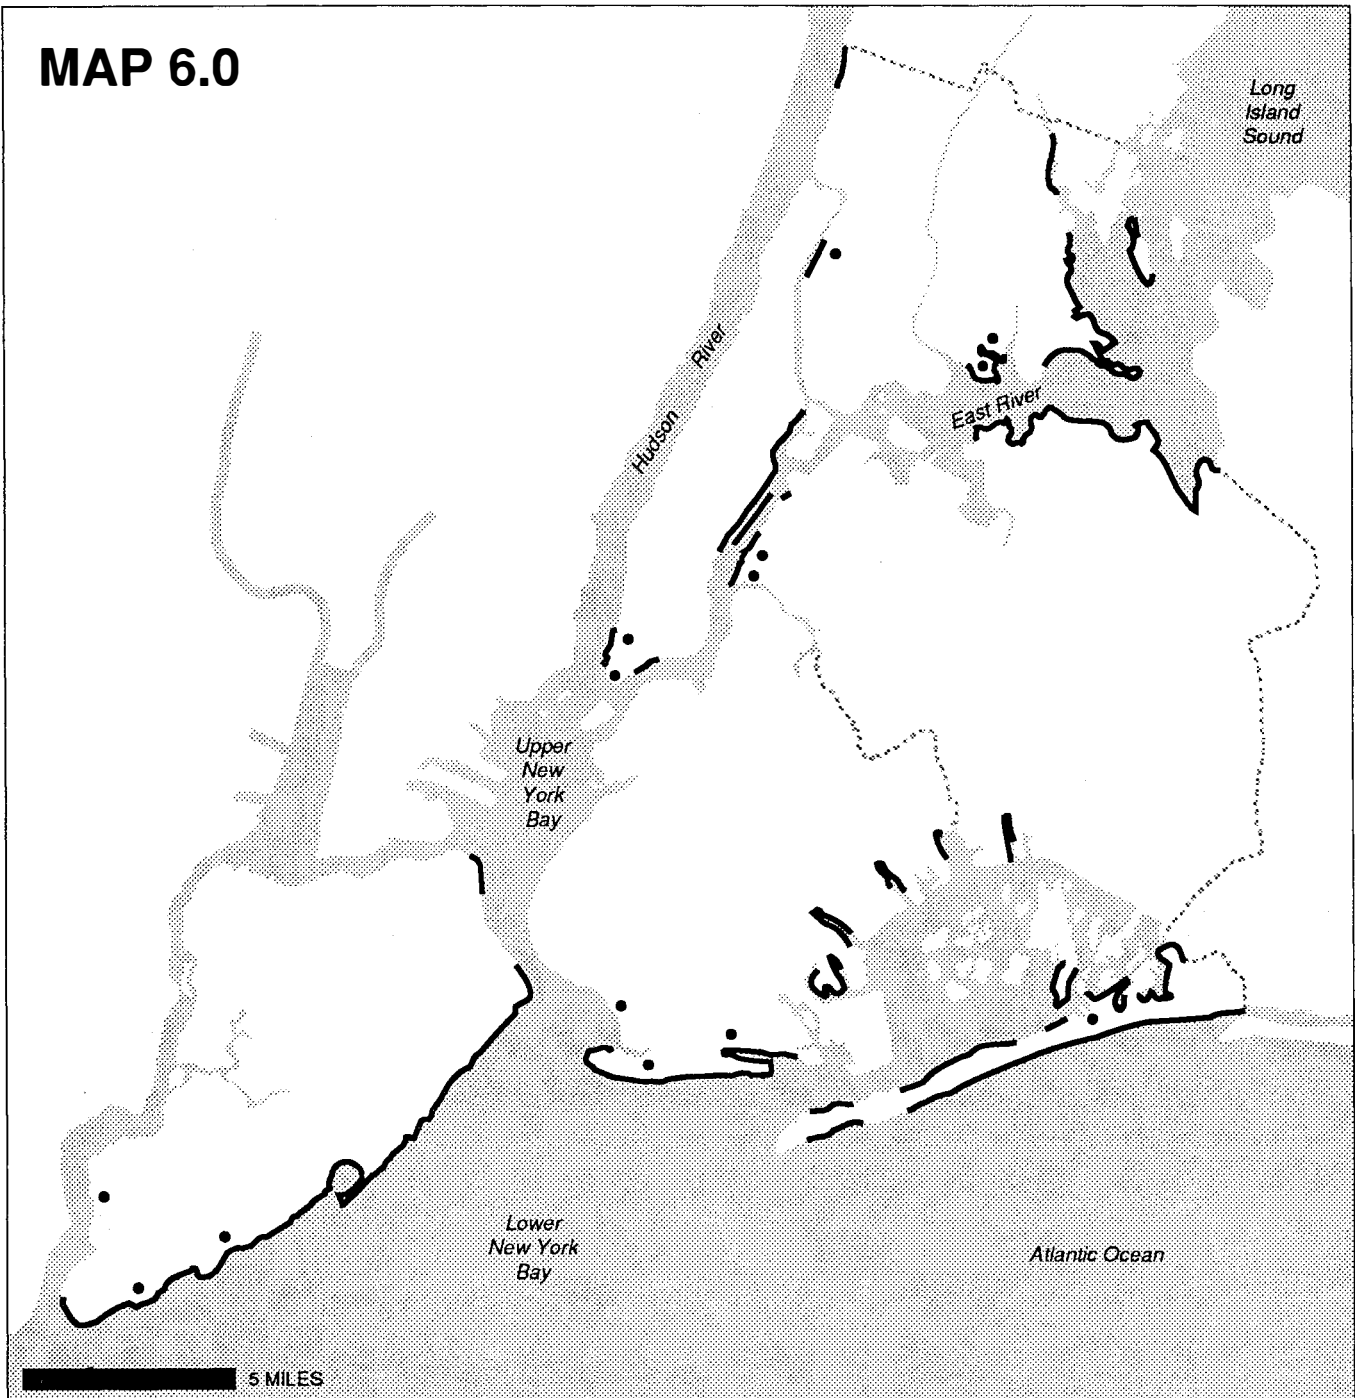 MAP 6.0
Long
Island
Sound
Hudson River
East River
Upper
New
York
Bay
Lower
New York
Bay
Atlantic Ocean
5 MILES